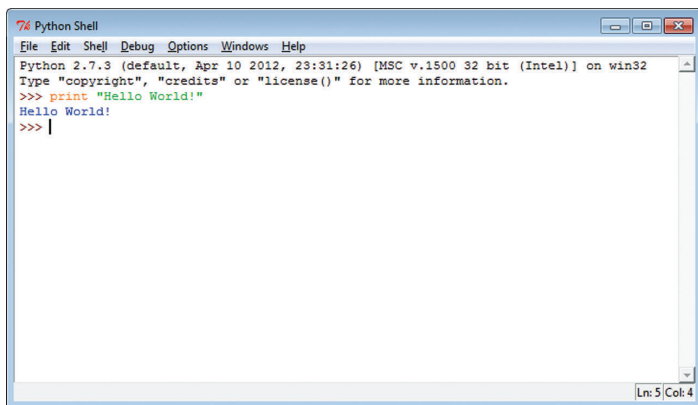 Python Shell
File Edit Shell Debug Options Windows Help
Python 2.7.3 (default, Apr 10 2012, 23:31:26) [MSC v.1500 32 bit (Intel)] on win32
Type "copyright", "credits" or "license()" for more information.
>>> print "Hello World!"
Hello World!
>>>
Ln: 5 Col: 4